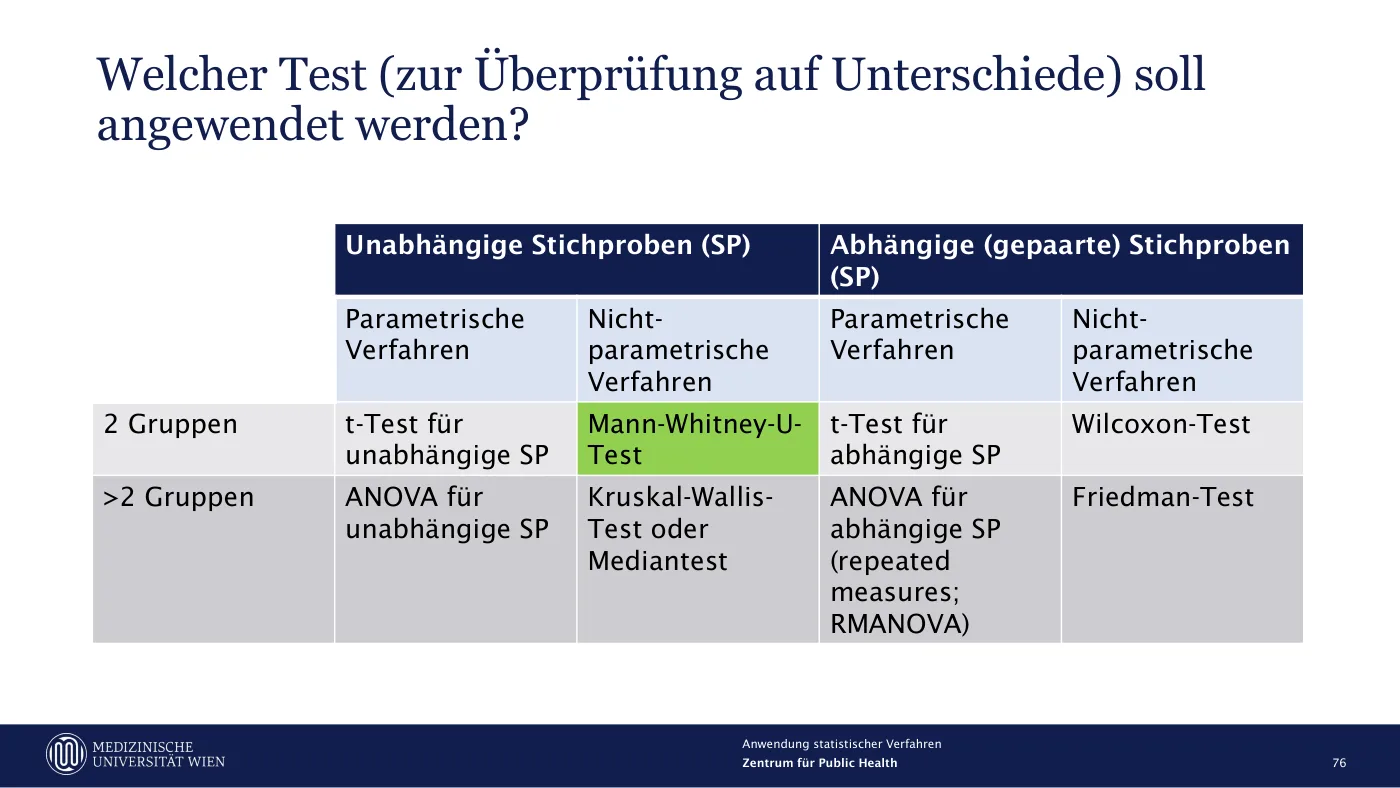 Welcher Test (zur Überprüfung auf Unterschiede) soll
angewendet werden?
Unabhängige Stichproben (SP)
Abhängige (gepaarte) Stichproben
(SP)
Parametrische
Verfahren
Nicht-
parametrische
Verfahren
Parametrische
Verfahren
Nicht-
parametrische
Verfahren
2 Gruppen
t-Test für
unabhängige SP
Mann-Whitney-U-
Test
t-Test für
abhängige SP
Wilcoxon-Test
>2 Gruppen
ANOVA für
unabhängige SP
Kruskal-Wallis-
Test oder
Mediantest
ANOVA für
abhängige SP
(repeated
measures;
RMANOVA)
Friedman-Test
MEDIZINISCHE
UNIVERSITÄT WIEN
Anwendung statistischer Verfahren
Zentrum für Public Health
76